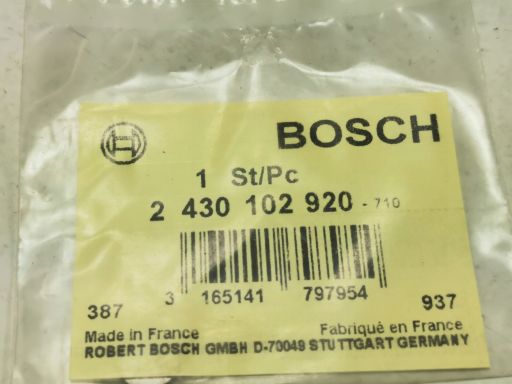 BOSCH
1 St/Pc
2 430 102 920 - 710
3 165141 797954
387 937
Made in France Fabriqué en France
ROBERT BOSCH GMBH D-70049 STUTTGART GERMANY